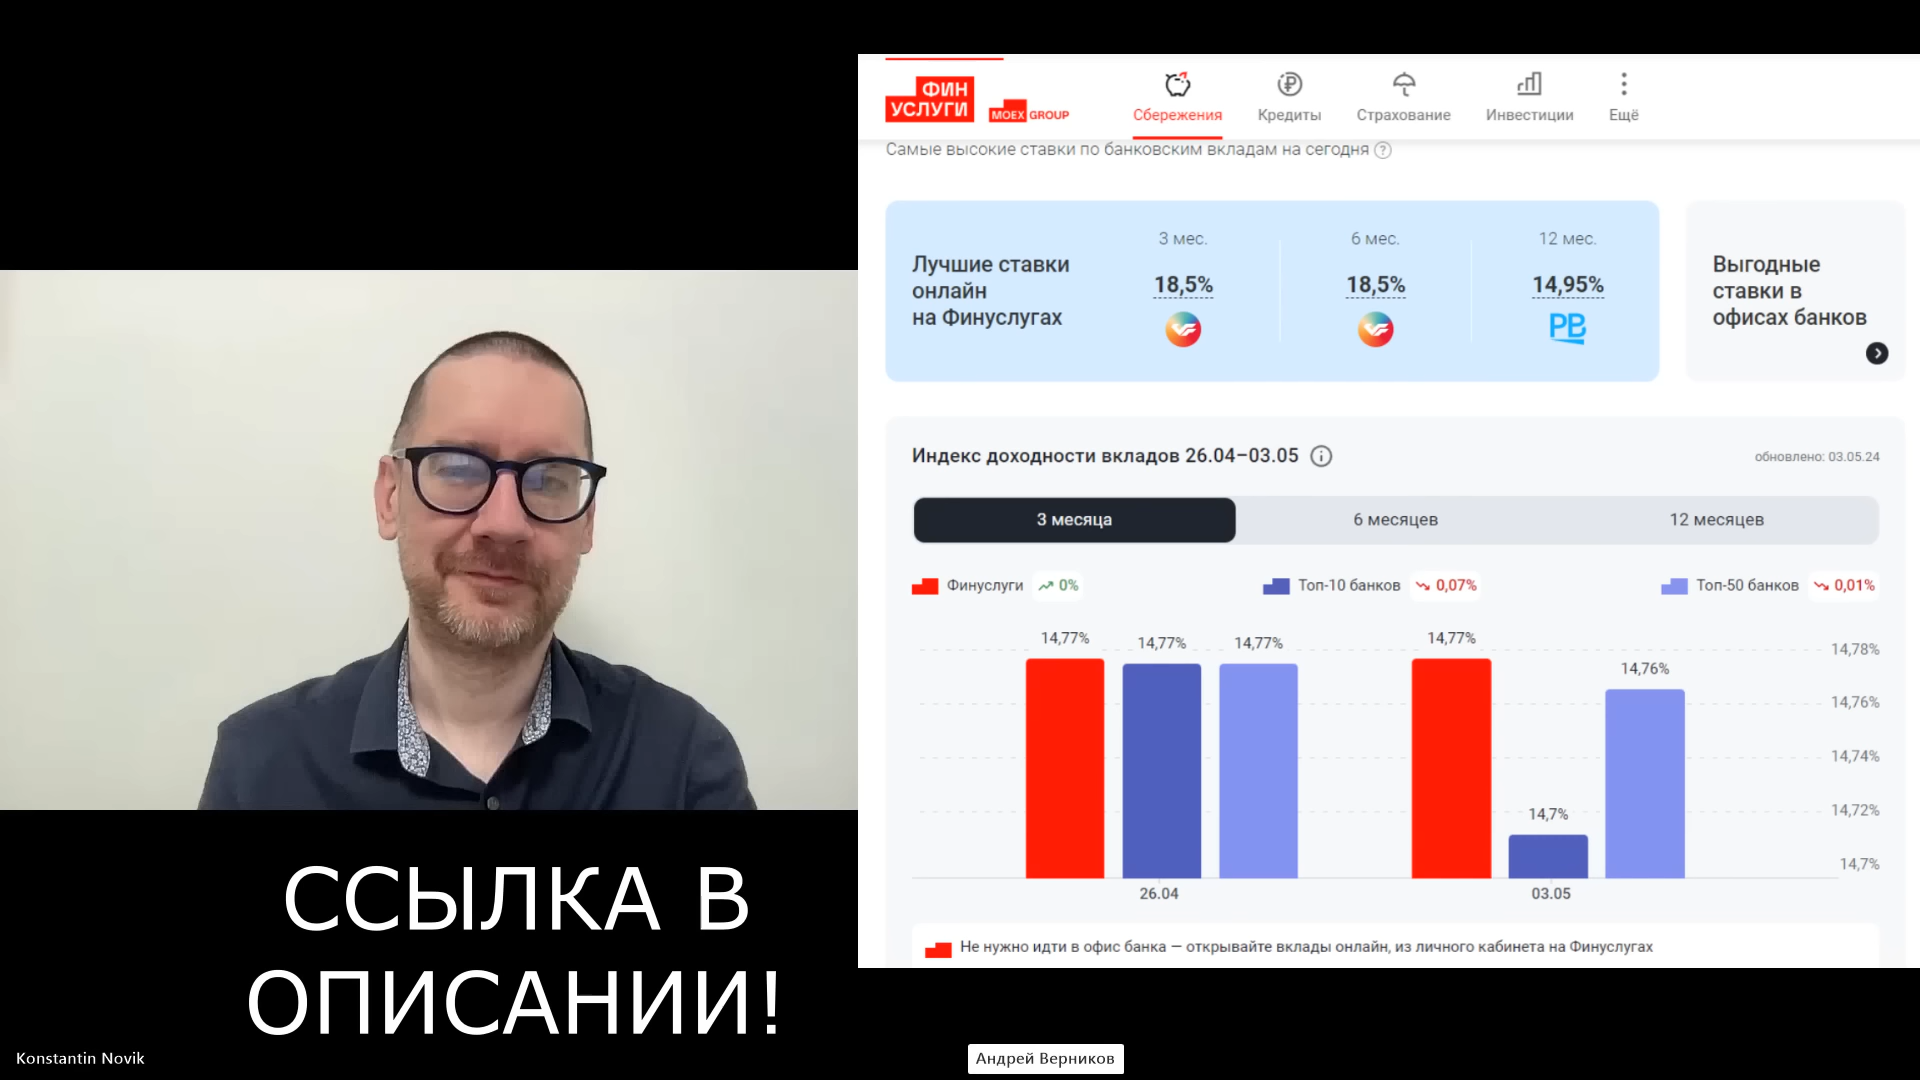 ФИН
УСЛУГИ
MOEX GROUP
Сбережения
Кредиты
Страхование
Инвестиции
Ещё
Самые высокие ставки по банковским вкладам на сегодня ?
Лучшие ставки
онлайн
на Финуслугах
3 мес.
18,5%
6 мес.
18,5%
12 мес.
14,95%
РВ
Выгодные
ставки в
офисах банков
Индекс доходности вкладов 26.04–03.05
обновлено: 03.05.24
3 месяца
6 месяцев
12 месяцев
Финуслуги 0%
Топ-10 банков 0,07%
Топ-50 банков 0,01%
14,77%
14,77%
14,77%
14,77%
14,7%
14,76%
14,78%
14,76%
14,74%
14,72%
14,7%
26.04
03.05
Не нужно идти в офис банка — открывайте вклады онлайн, из личного кабинета на Финуслугах
ССЫЛКА В
ОПИСАНИИ!
Konstantin Novik
Андрей Верников